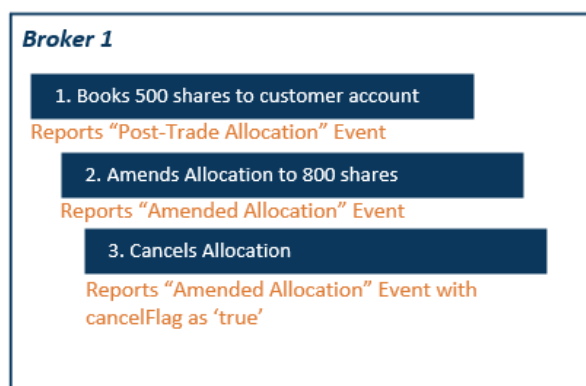 Broker 1
1. Books 500 shares to customer account
Reports “Post-Trade Allocation” Event
2. Amends Allocation to 800 shares
Reports “Amended Allocation” Event
3. Cancels Allocation
Reports “Amended Allocation” Event with
cancelFlag as ‘true’